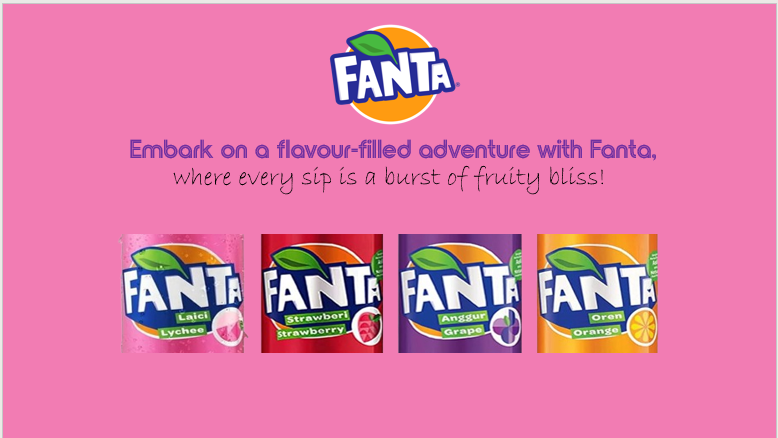 FANTA
Embark on a flavour-filled adventure with Fanta,
where every sip is a burst of fruity bliss!
FANTA
Laici
Lychee
FANTA
Strawberi
Strawberry
FANTA
Anggur
Grape
FANTA
Oren
Orange